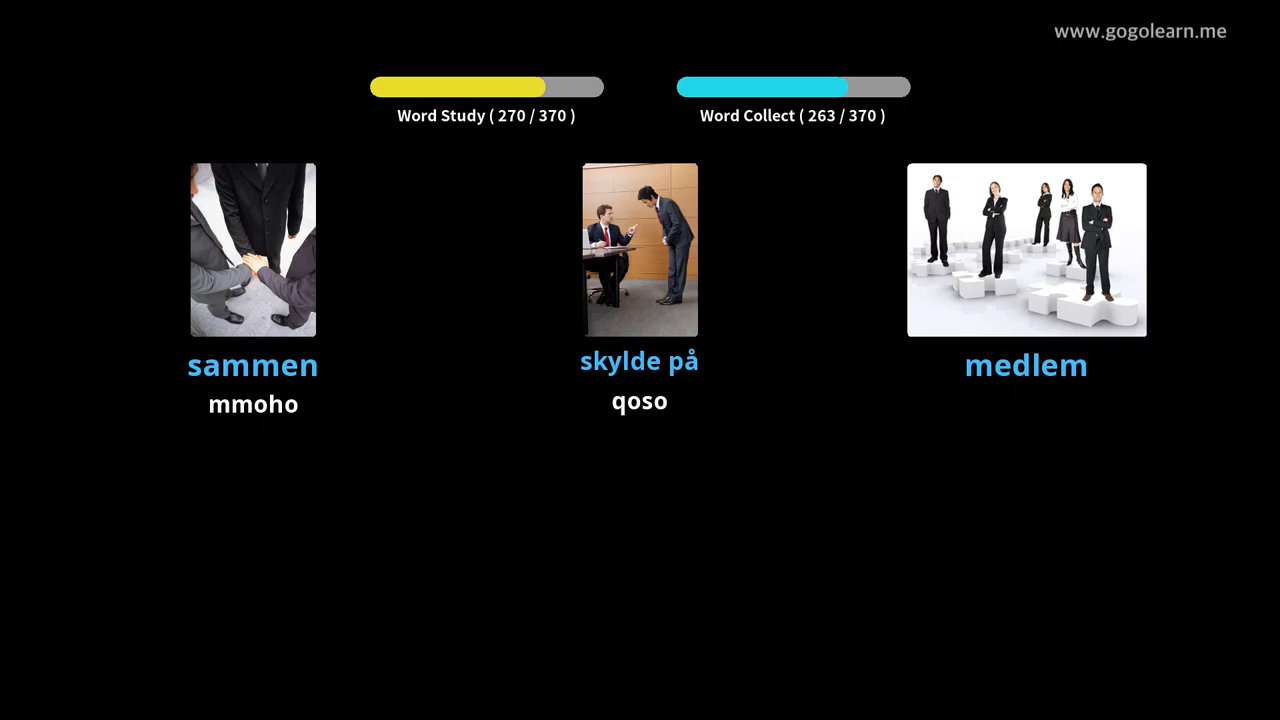 www.gogolearn.me
Word Study ( 270 / 370 )
Word Collect ( 263 / 370 )
sammen
mmoho
skylde på
qoso
medlem